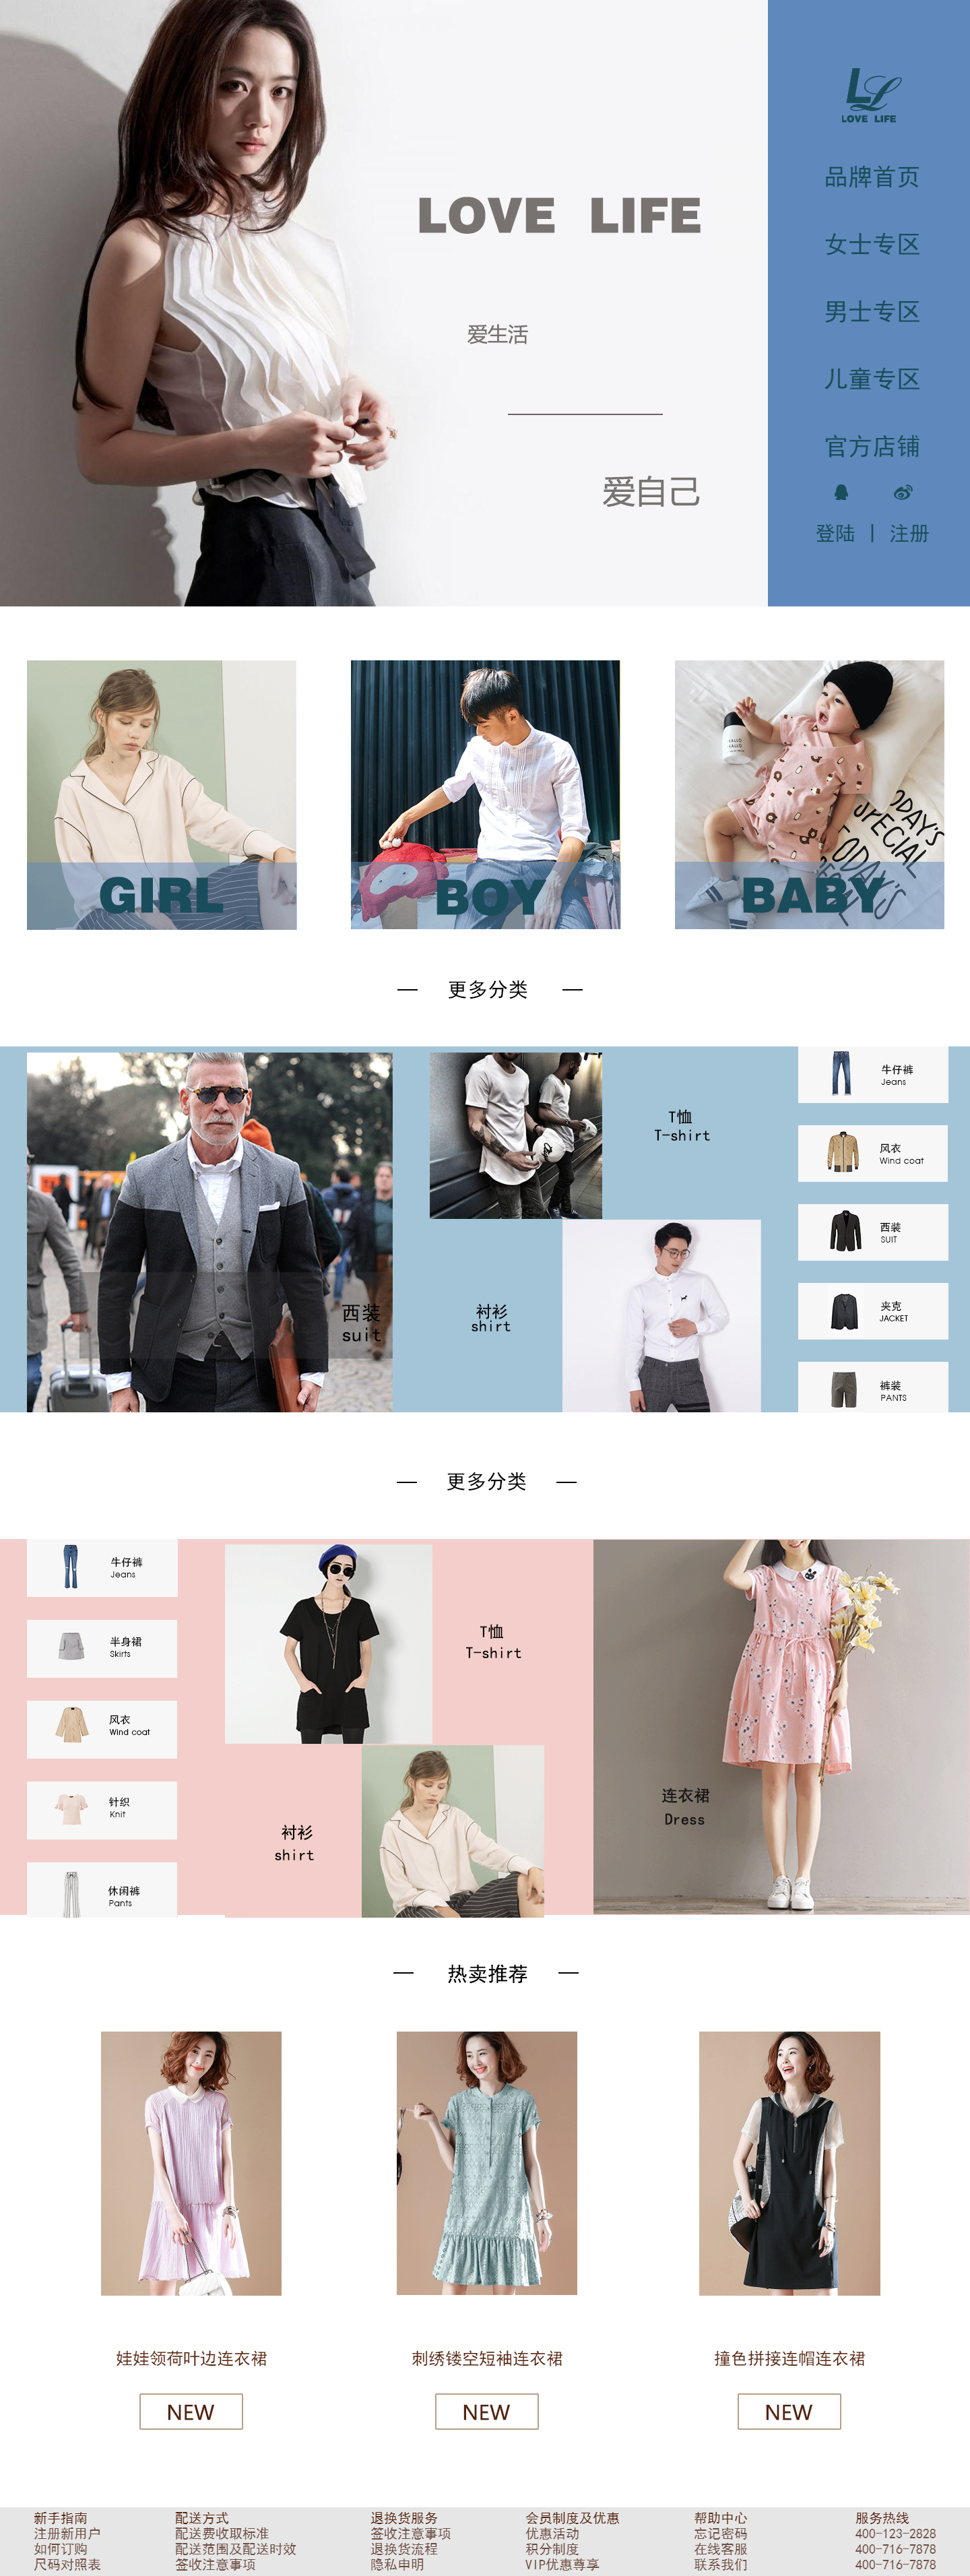 LL
LOVE LIFE
品牌首页
女士专区
男士专区
儿童专区
官方店铺
登陆 | 注册
LOVE LIFE
爱生活
爱自己
GIRL
BOY
BABY
ODAY'S
SPECIAL
TODAY'S
— 更多分类 —
西装
suit
T恤
T-shirt
衬衫
shirt
牛仔裤
Jeans
风衣
Wind coat
西装
SUIT
夹克
JACKET
裤装
PANTS
— 更多分类 —
牛仔裤
Jeans
半身裙
Skirts
风衣
Wind coat
针织
Knit
休闲裤
Pants
T恤
T-shirt
衬衫
shirt
连衣裙
Dress
— 热卖推荐 —
娃娃领荷叶边连衣裙
NEW
刺绣镂空短袖连衣裙
NEW
撞色拼接连帽连衣裙
NEW
新手指南
注册新用户
如何订购
尺码对照表
配送方式
配送费收取标准
配送范围及配送时效
签收注意事项
退换货服务
签收注意事项
退换货流程
隐私申明
会员制度及优惠
优惠活动
积分制度
VIP优惠尊享
帮助中心
忘记密码
在线客服
联系我们
服务热线
400-123-2828
400-716-7878
400-716-7878